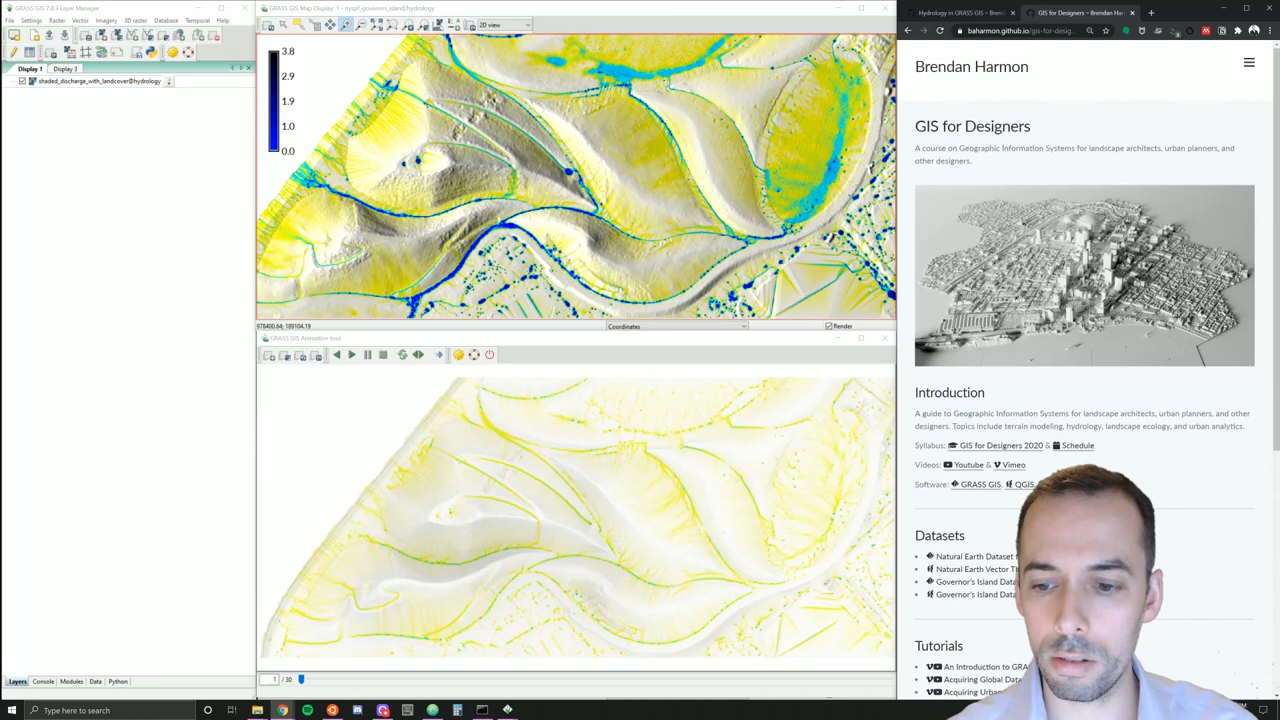 GRASS GIS 7.8.3 Layer Manager
File Settings Raster Vector Imagery 3D raster Database Temporal Help
Display 1 Display 3
shaded_discharge_with_landcover@hydrology
Layers Console Modules Data Python
GRASS GIS Map Display: 1 - nyspf_governors_island/hydrology
2D view
3.8
2.9
1.9
1.0
0.0
978400.64; 189104.19
Coordinates
Render
GRASS GIS Animation tool
1 / 30
Hydrology in GRASS GIS – Brend
GIS for Designers – Brendan Har
baharmon.github.io/gis-for-desig...
Brendan Harmon
GIS for Designers
A course on Geographic Information Systems for landscape architects, urban planners, and
other designers.
Introduction
A guide to Geographic Information Systems for landscape architects, urban planners, and other
designers. Topics include terrain modeling, hydrology, landscape ecology, and urban analytics.
Syllabus: GIS for Designers 2020 & Schedule
Videos: Youtube & Vimeo
Software: GRASS GIS, QGIS,
Datasets
Natural Earth Dataset
Natural Earth Vector
Governor's Island
Governor's Island
Tutorials
An Introduction to
Acquiring Global
Acquiring
Type here to search